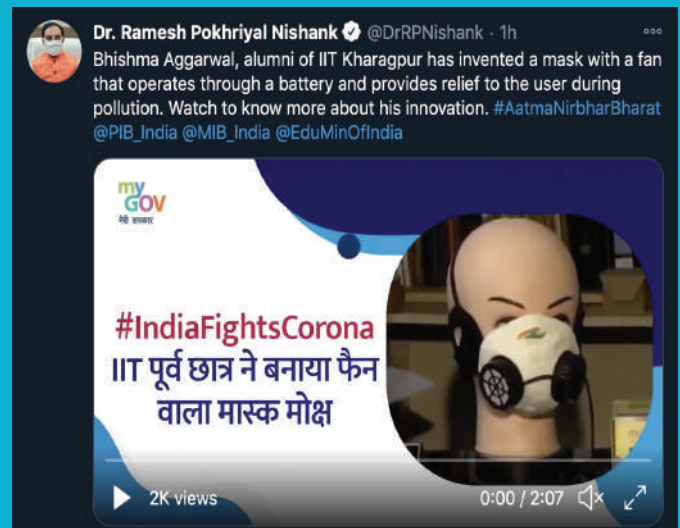 Dr. Ramesh Pokhriyal Nishank @DrRPNishank · 1h
Bhishma Aggarwal, alumni of IIT Kharagpur has invented a mask with a fan
that operates through a battery and provides relief to the user during
pollution. Watch to know more about his innovation. #AatmaNirbharBharat
@PIB_India @MIB_India @EduMinOfIndia
my
GOV
मेरी सरकार
#IndiaFightsCorona
IIT पूर्व छात्र ने बनाया फैन
वाला मास्क मोक्ष
2K views
0:00 / 2:07